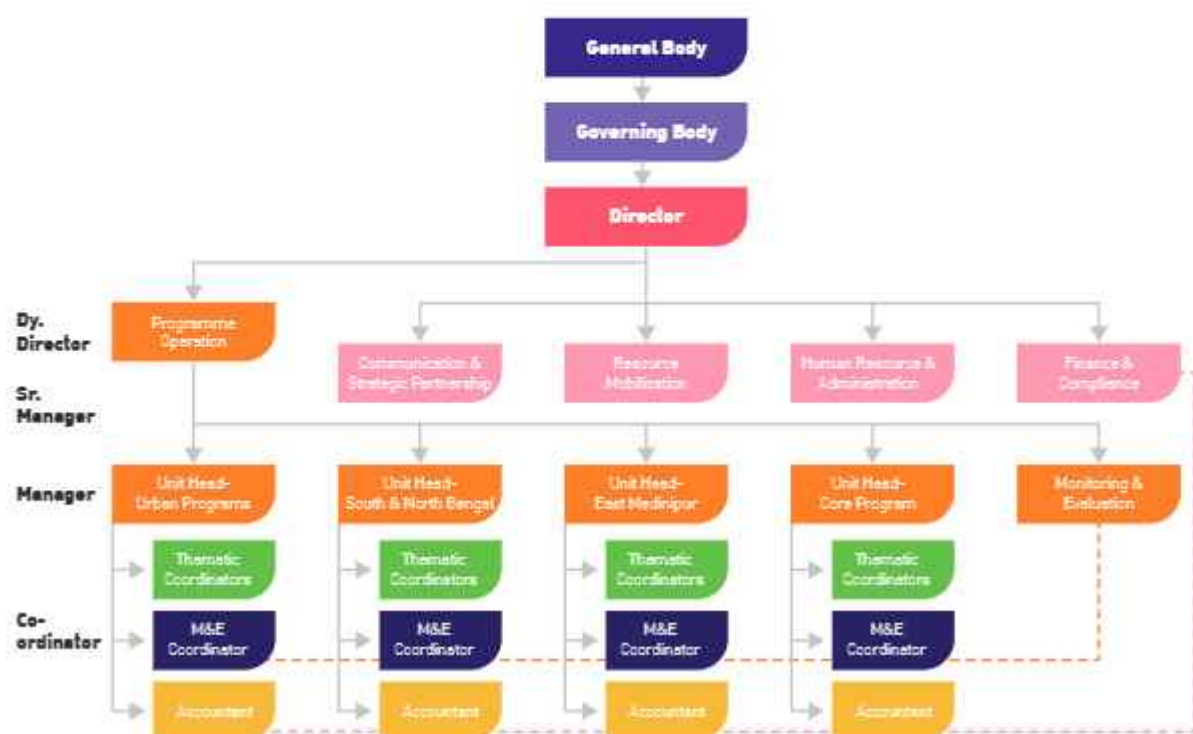 General Body
Governing Body
Director
Dy.
Director
Programme
Operation
Communication &
Strategic Partnership
Resource
Mobilization
Human Resource &
Administration
Finance &
Compliance
Sr.
Manager
Manager
Unit Head-
Urban Programs
Unit Head-
South & North Bengal
Unit Head-
East Medinipur
Unit Head-
Core Program
Monitoring &
Evaluation
Thematic
Coordinators
Thematic
Coordinators
Thematic
Coordinators
Thematic
Coordinators
Co-
ordinator
M&E
Coordinator
M&E
Coordinator
M&E
Coordinator
M&E
Coordinator
Accountant
Accountant
Accountant
Accountant